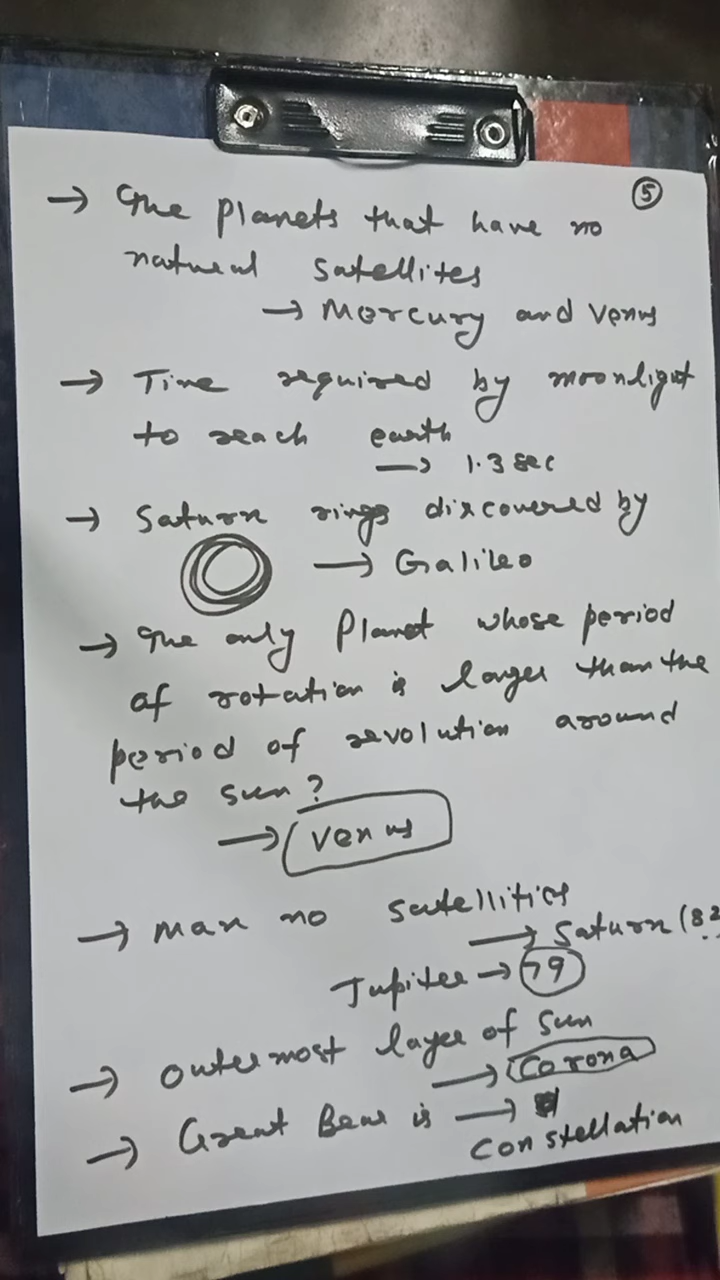 ⑤
→ The Planets that have no
natural satellites
→ Mercury and Venus
→ Time required by moonlight
to reach earth
→ 1.3 sec
→ Saturn rings discovered by
→ Galileo
→ The only Planet whose period
of rotation is larger than the
period of revolution around
the sun?
→ Venus
→ Max no satellities
→ Saturn (82
Jupiter → 79
→ outermost layer of sun
→ Corona
→ Great Bear is →
Constellation